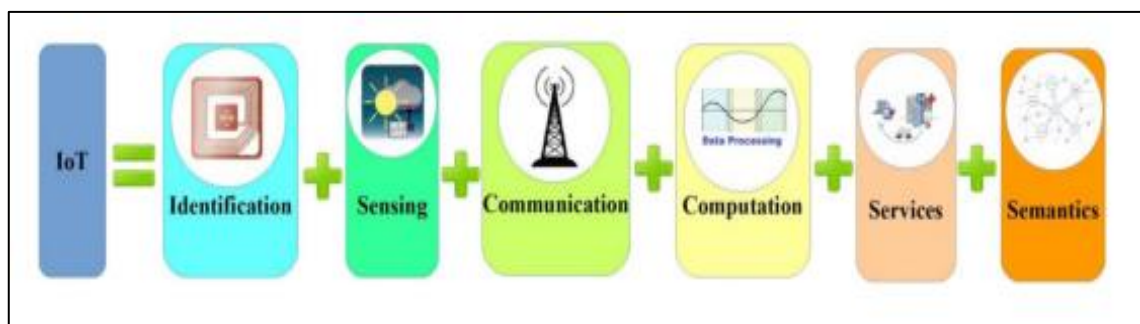 IoT
Identification
Sensing
Communication
Data Processing
Computation
Services
Semantics